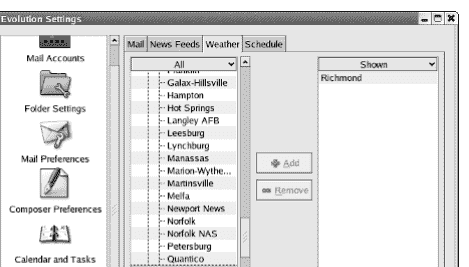 Evolution Settings
Mail Accounts
Folder Settings
Mail Preferences
Composer Preferences
Calendar and Tasks
Mail News Feeds Weather Schedule
All
Franklin
Galax-Hillsville
Hampton
Hot Springs
Langley AFB
Leesburg
Lynchburg
Manassas
Marion-Wythe...
Martinsville
Melfa
Newport News
Norfolk
Norfolk NAS
Petersburg
Quantico
Add
Remove
Shown
Richmond